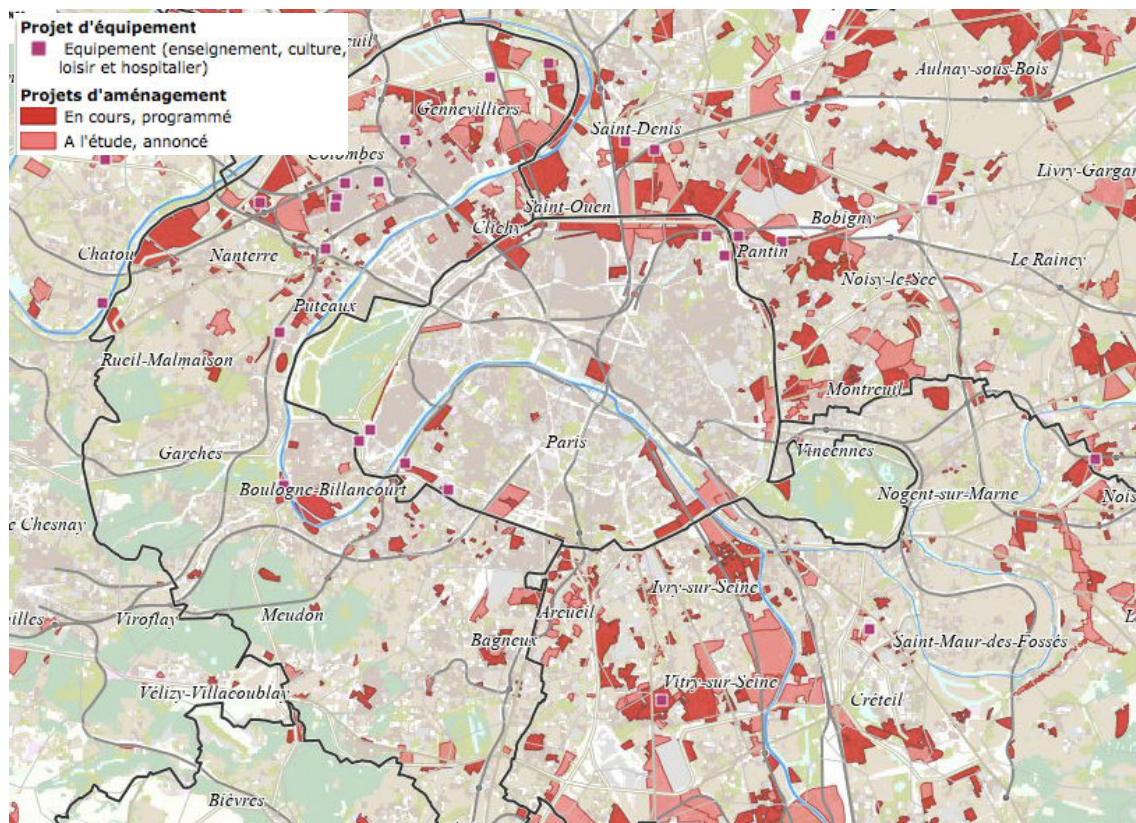 Projet d'équipement
Equipement (enseignement, culture,
loisir et hospitalier)
Projets d'aménagement
En cours, programmé
A l'étude, annoncé
Gennevilliers
Aulnay-sous-Bois
Saint-Denis
Colombes
Livry-Gargan
Saint-Ouen
Clichy
Bobigny
Chatou
Nanterre
Pantin
Noisy-le-Sec
Le Raincy
Puteaux
Rueil-Malmaison
Montreuil
Garches
Paris
Vincennes
Boulogne-Billancourt
Nogent-sur-Marne
Chesnay
Ivry-sur-Seine
Viroflay
Meudon
Arcueil
Bagneux
Saint-Maur-des-Fossés
Vitry-sur-Seine
Vélizy-Villacoublay
Créteil
Bièvres